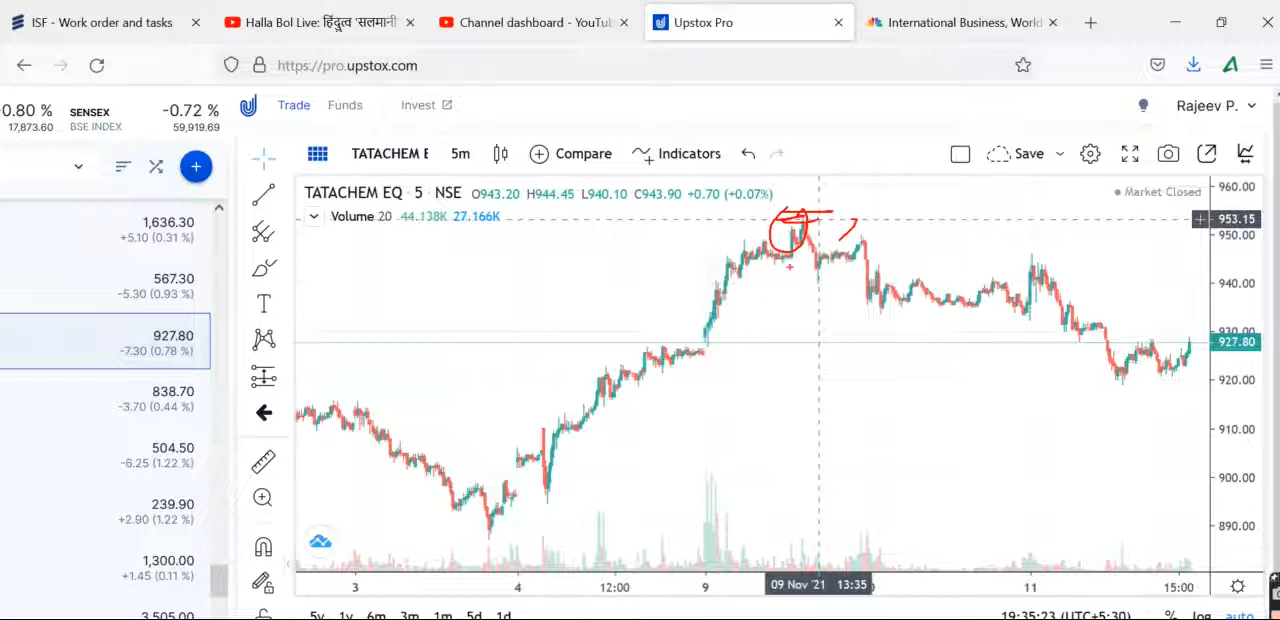 ISF - Work order and tasks
Halla Bol Live: हिंदुत्व 'सलमानी
Channel dashboard - YouTu
Upstox Pro
International Business, World
https://pro.upstox.com
-0.80 % SENSEX -0.72 %
17,873.60 BSE INDEX 59,919.69
Trade Funds Invest
Rajeev P.
TATACHEM E 5m Compare Indicators Save
TATACHEM EQ · 5 · NSE O943.20 H944.45 L940.10 C943.90 +0.70 (+0.07%)
Market Closed
Volume 20 44.138K 27.166K
1,636.30
+5.10 (0.31 %)
567.30
-5.30 (0.93 %)
927.80
-7.30 (0.78 %)
838.70
-3.70 (0.44 %)
504.50
-6.25 (1.22 %)
239.90
+2.90 (1.22 %)
1,300.00
+1.45 (0.11 %)
3,505.00
960.00
953.15
950.00
940.00
930.00
927.80
920.00
910.00
900.00
890.00
3 4 12:00 9 09 Nov '21 13:35 11 15:00
5y 1y 6m 3m 1m 5d 1d 19:35:23 (UTC+5:30) % log auto